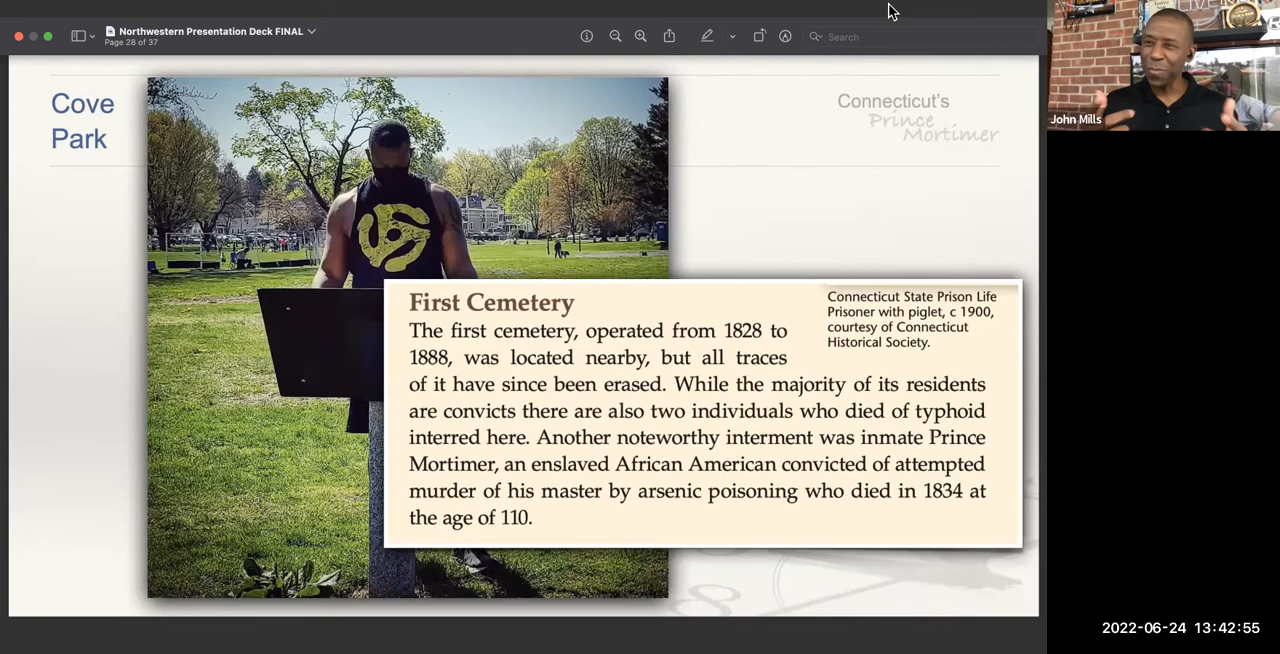 Northwestern Presentation Deck FINAL
Page 28 of 37
Search
Cove
Park
Connecticut's
Prince
Mortimer
John Mills
First Cemetery
The first cemetery, operated from 1828 to
1888, was located nearby, but all traces
of it have since been erased. While the majority of its residents
are convicts there are also two individuals who died of typhoid
interred here. Another noteworthy interment was inmate Prince
Mortimer, an enslaved African American convicted of attempted
murder of his master by arsenic poisoning who died in 1834 at
the age of 110.
Connecticut State Prison Life
Prisoner with piglet, c 1900,
courtesy of Connecticut
Historical Society.
2022-06-24 13:42:55